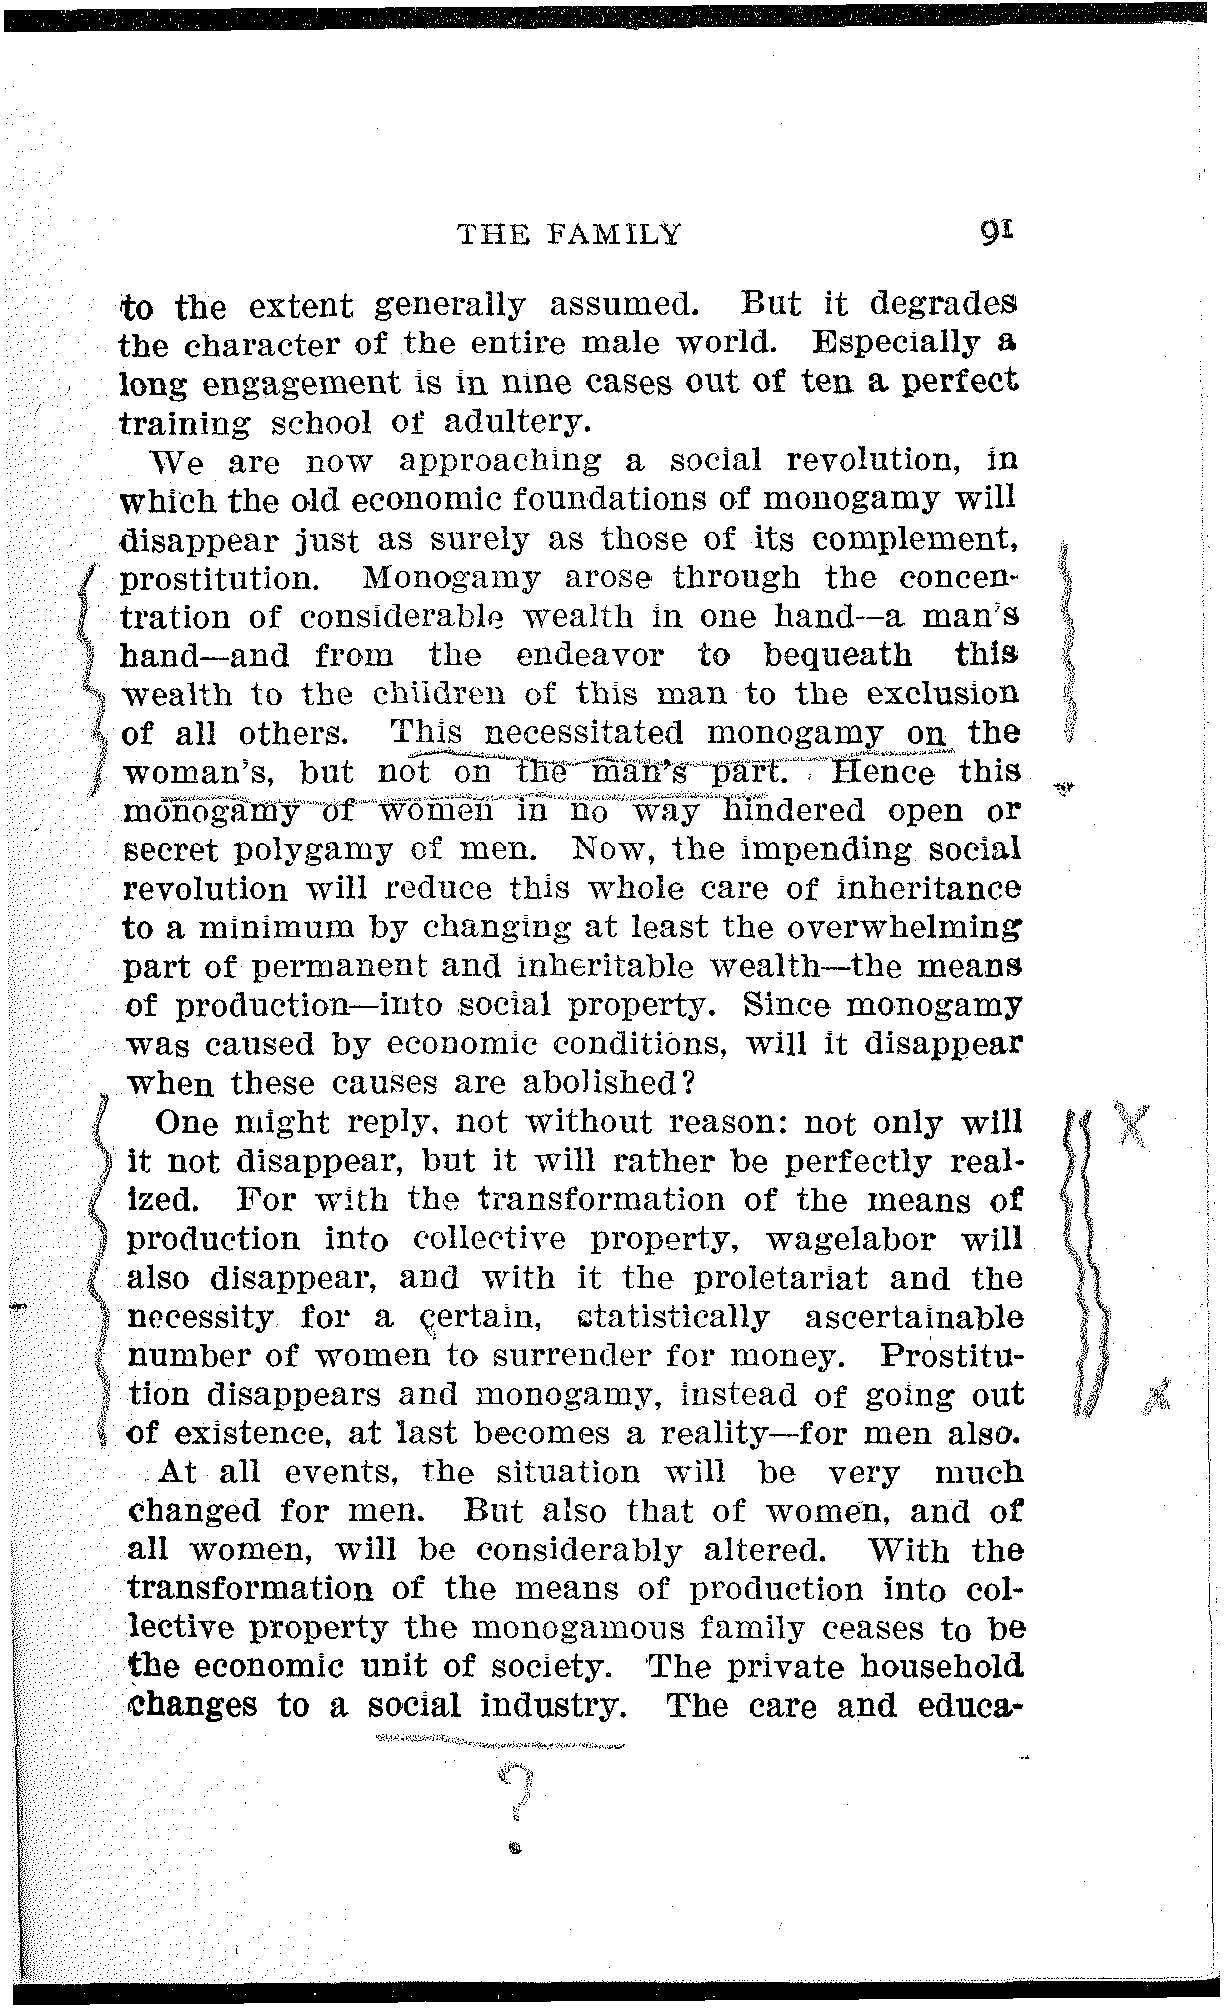 THE FAMILY 91
to the extent generally assumed. But it degrades
the character of the entire male world. Especially a
long engagement is in nine cases out of ten a perfect
training school of adultery.
We are now approaching a social revolution, in
which the old economic foundations of monogamy will
disappear just as surely as those of its complement,
prostitution. Monogamy arose through the concen-
tration of considerable wealth in one hand—a man's
hand—and from the endeavor to bequeath this
wealth to the children of this man to the exclusion
of all others. This necessitated monogamy on the
woman's, but not on the man's part. Hence this
monogamy of women in no way hindered open or
secret polygamy of men. Now, the impending social
revolution will reduce this whole care of inheritance
to a minimum by changing at least the overwhelming
part of permanent and inheritable wealth—the means
of production—into social property. Since monogamy
was caused by economic conditions, will it disappear
when these causes are abolished?
One might reply, not without reason: not only will
it not disappear, but it will rather be perfectly real-
ized. For with the transformation of the means of
production into collective property, wagelabor will
also disappear, and with it the proletariat and the
necessity for a certain, statistically ascertainable
number of women to surrender for money. Prostitu-
tion disappears and monogamy, instead of going out
of existence, at last becomes a reality—for men also.
At all events, the situation will be very much
changed for men. But also that of women, and of
all women, will be considerably altered. With the
transformation of the means of production into col-
lective property the monogamous family ceases to be
the economic unit of society. The private household
changes to a social industry. The care and educa-
?